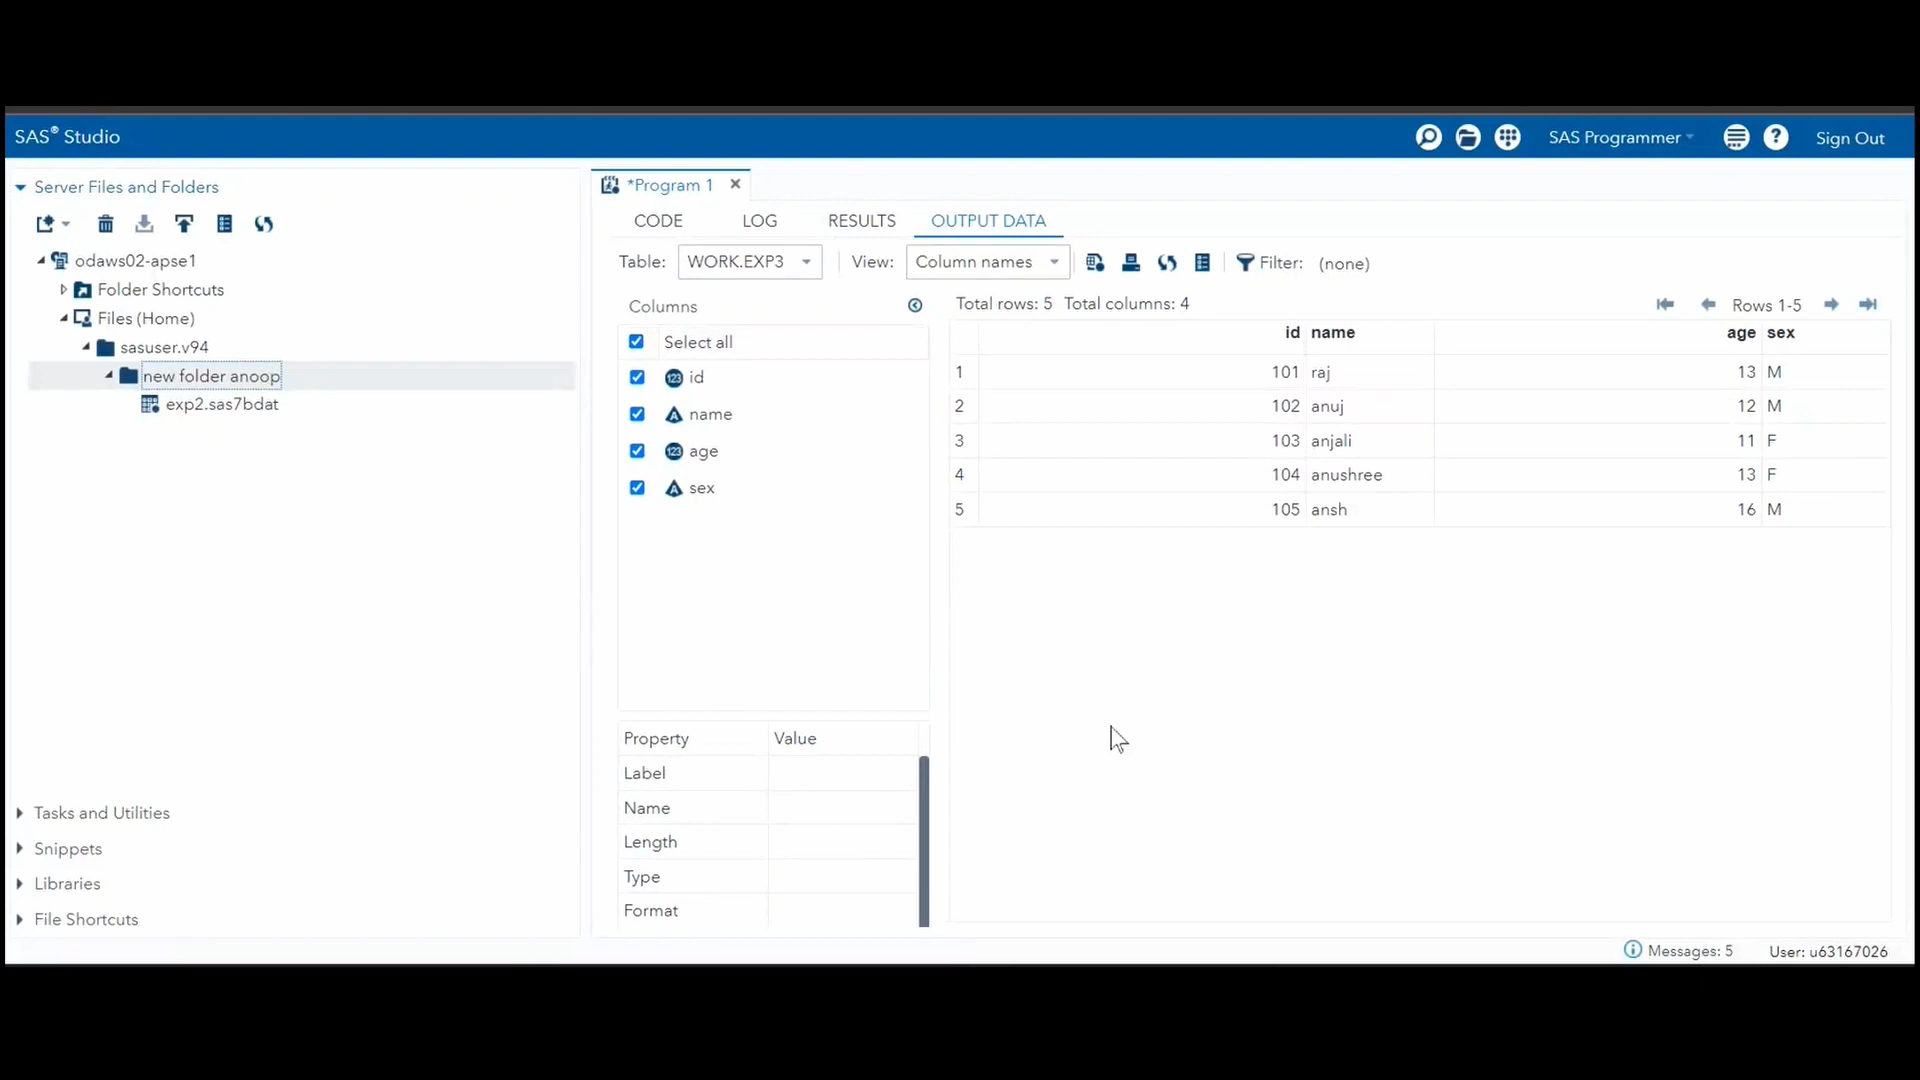 SAS® Studio
SAS Programmer
Sign Out
Server Files and Folders
odaws02-apse1
Folder Shortcuts
Files (Home)
sasuser.v94
new folder anoop
exp2.sas7bdat
Tasks and Utilities
Snippets
Libraries
File Shortcuts
*Program 1
CODE LOG RESULTS OUTPUT DATA
Table: WORK.EXP3 View: Column names Filter: (none)
Columns
Select all
id
name
age
sex
Property Value
Label
Name
Length
Type
Format
Total rows: 5 Total columns: 4 Rows 1-5
id name age sex
1 101 raj 13 M
2 102 anuj 12 M
3 103 anjali 11 F
4 104 anushree 13 F
5 105 ansh 16 M
Messages: 5 User: u63167026